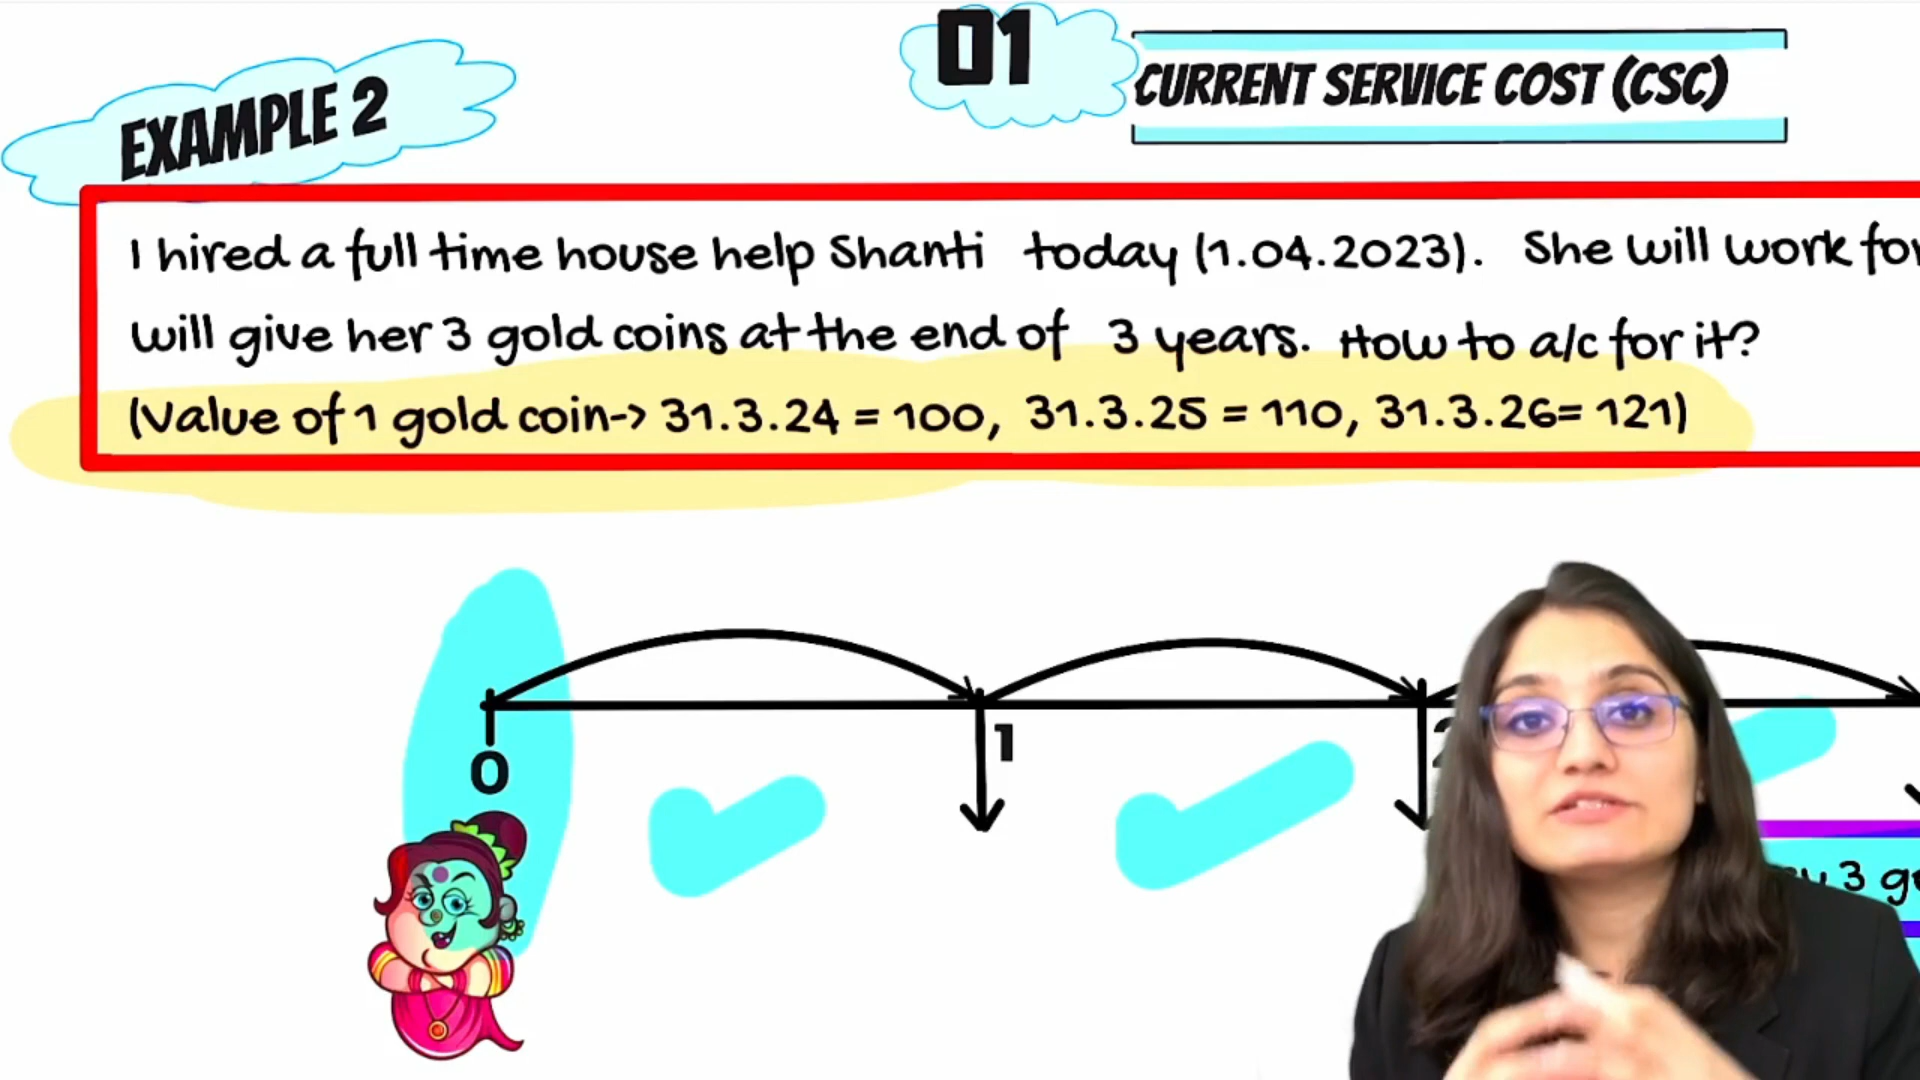 EXAMPLE 2
01
CURRENT SERVICE COST (CSC)
I hired a full time house help Shanti today (1.04.2023). She will work for
will give her 3 gold coins at the end of 3 years. How to a/c for it?
(Value of 1 gold coin-> 31.3.24 = 100, 31.3.25 = 110, 31.3.26= 121)
0
1
3